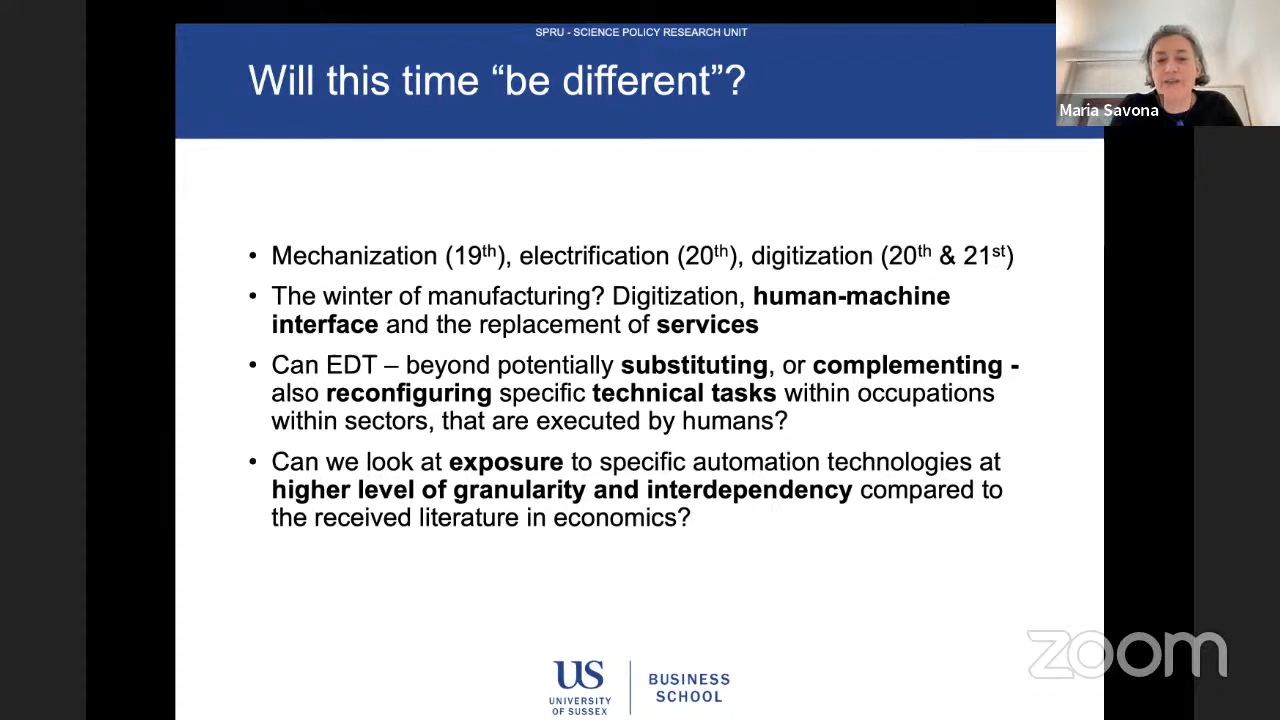 SPRU - SCIENCE POLICY RESEARCH UNIT
Will this time “be different”?
Maria Savona
• Mechanization (19th), electrification (20th), digitization (20th & 21st)
• The winter of manufacturing? Digitization, human-machine
interface and the replacement of services
• Can EDT – beyond potentially substituting, or complementing -
also reconfiguring specific technical tasks within occupations
within sectors, that are executed by humans?
• Can we look at exposure to specific automation technologies at
higher level of granularity and interdependency compared to
the received literature in economics?
US
UNIVERSITY
OF SUSSEX
BUSINESS
SCHOOL
zoom